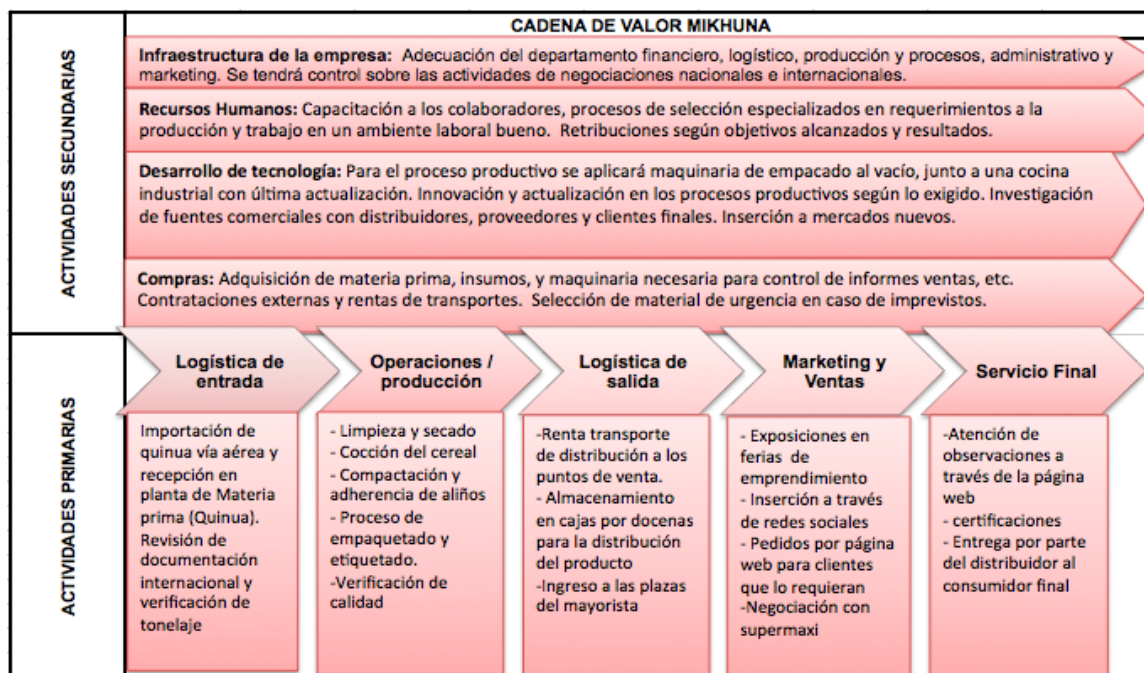 CADENA DE VALOR MIKHUNA
ACTIVIDADES SECUNDARIAS
Infraestructura de la empresa: Adecuación del departamento financiero, logístico, producción y procesos, administrativo y
marketing. Se tendrá control sobre las actividades de negociaciones nacionales e internacionales.
Recursos Humanos: Capacitación a los colaboradores, procesos de selección especializados en requerimientos a la
producción y trabajo en un ambiente laboral bueno. Retribuciones según objetivos alcanzados y resultados.
Desarrollo de tecnología: Para el proceso productivo se aplicará maquinaria de empacado al vacío, junto a una cocina
industrial con última actualización. Innovación y actualización en los procesos productivos según lo exigido. Investigación
de fuentes comerciales con distribuidores, proveedores y clientes finales. Inserción a mercados nuevos.
Compras: Adquisición de materia prima, insumos, y maquinaria necesaria para control de informes ventas, etc.
Contrataciones externas y rentas de transportes. Selección de material de urgencia en caso de imprevistos.
ACTIVIDADES PRIMARIAS
Logística de
entrada
Importación de
quinua vía aérea y
recepción en
planta de Materia
prima (Quinua).
Revisión de
documentación
internacional y
verificación de
tonelaje
Operaciones /
producción
- Limpieza y secado
- Cocción del cereal
- Compactación y
adherencia de aliños
- Proceso de
empaquetado y
etiquetado.
-Verificación de
calidad
Logística de
salida
-Renta transporte
de distribución a los
puntos de venta.
- Almacenamiento
en cajas por docenas
para la distribución
del producto
-Ingreso a las plazas
del mayorista
Marketing y
Ventas
- Exposiciones en
ferias de
emprendimiento
- Inserción a través
de redes sociales
- Pedidos por página
web para clientes
que lo requieran
-Negociación con
supermaxi
Servicio Final
-Atención de
observaciones a
través de la página
web
- certificaciones
- Entrega por parte
del distribuidor al
consumidor final